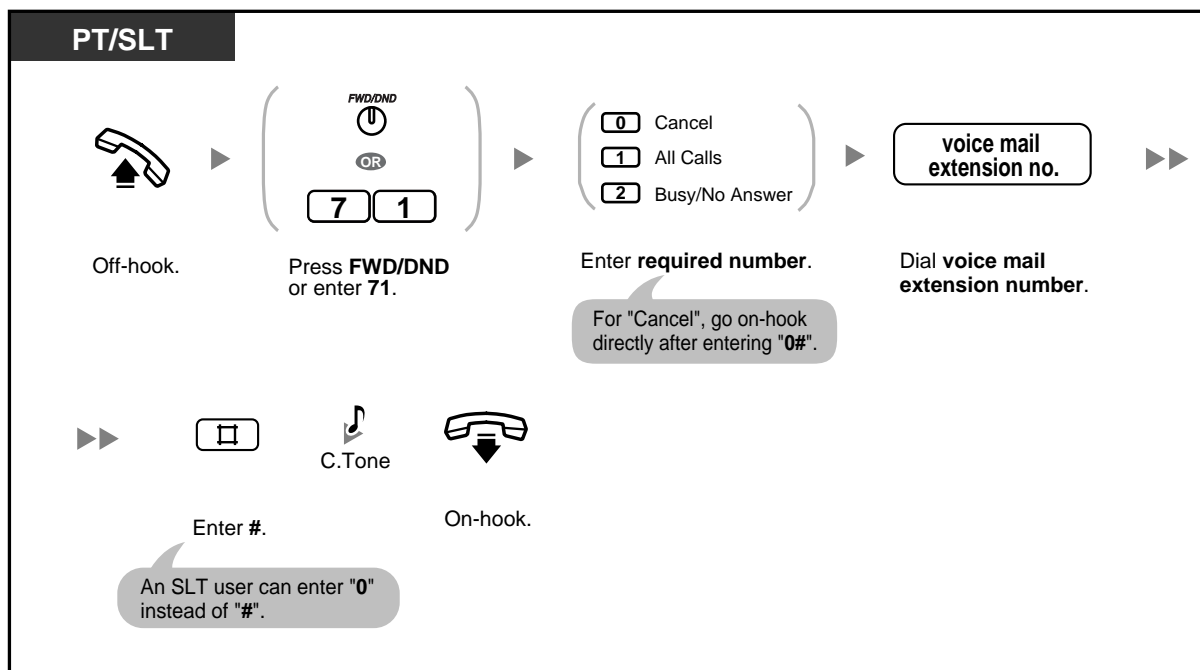 PT/SLT
FWD/DND
OR
7 1
0 Cancel
1 All Calls
2 Busy/No Answer
voice mail
extension no.
Off-hook.
Press FWD/DND
or enter 71.
Enter required number.
For "Cancel", go on-hook
directly after entering "0#".
Dial voice mail
extension number.
#
C.Tone
Enter #.
On-hook.
An SLT user can enter "0"
instead of "#".